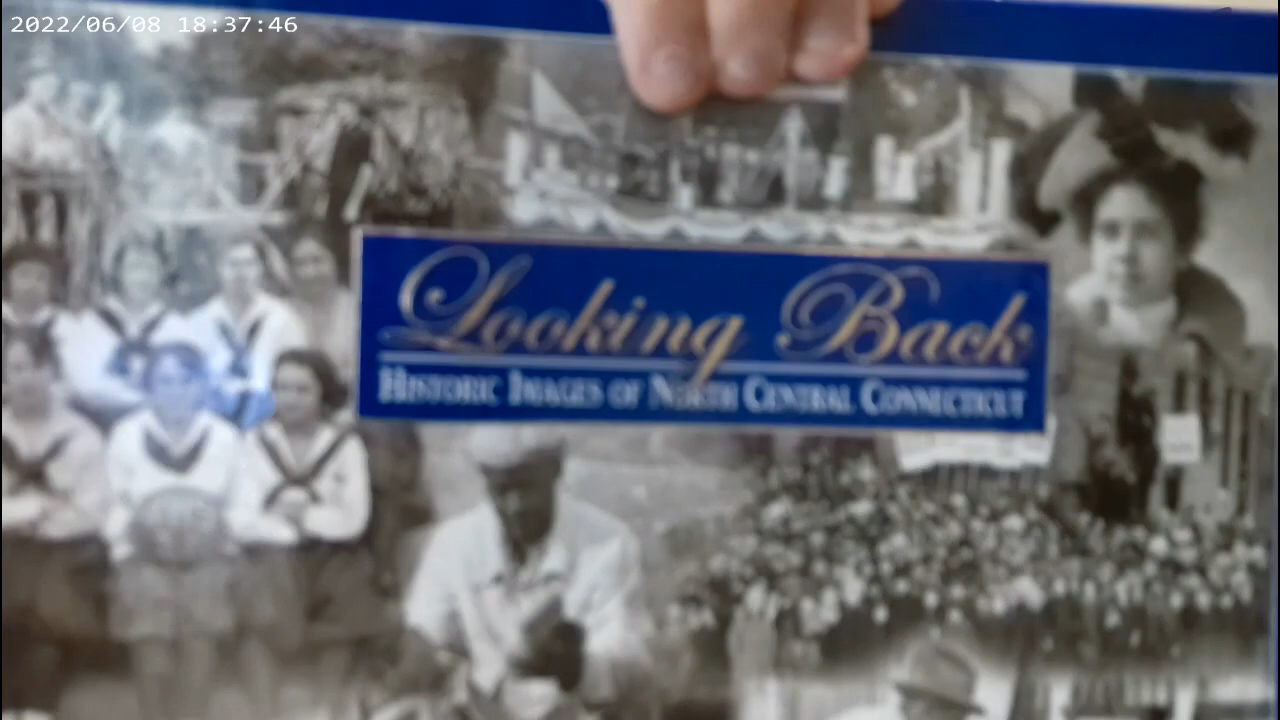 2022/06/08 18:37:46
Looking Back
HISTORIC IMAGES OF NORTH CENTRAL CONNECTICUT